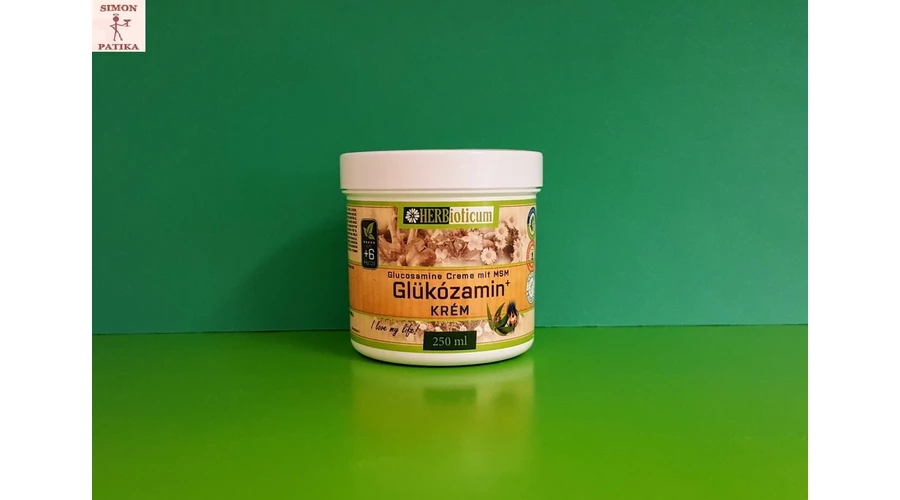 SIMON
PATIKA
HERBioticum
+6
Glucosamine Creme mit MSM
Glükózamin+
KRÉM
I love my life!
250 ml